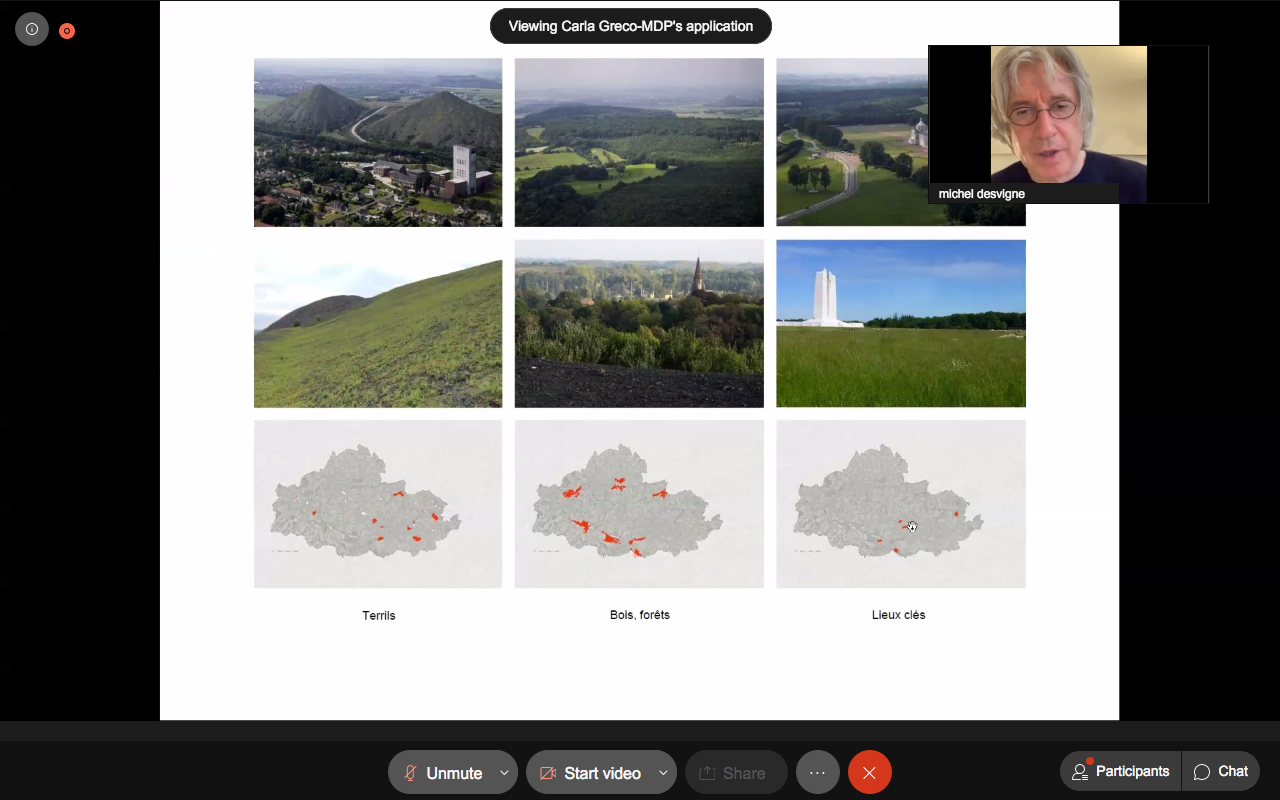 Viewing Carla Greco-MDP's application
michel desvigne
Terrils
Bois, forêts
Lieux clés
Unmute
Start video
Share
Participants
Chat